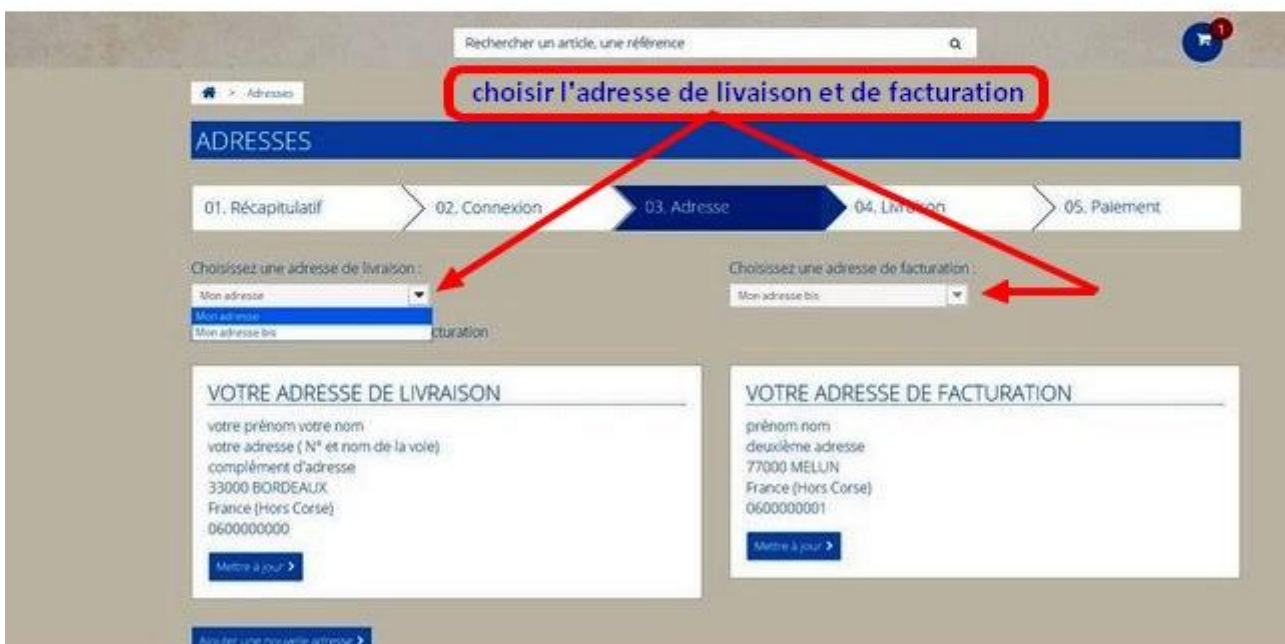 Rechercher un article, une référence
1
> Adresses
choisir l'adresse de livaison et de facturation
ADRESSES
01. Récapitulatif
02. Connexion
03. Adresse
04. Livraison
05. Paiement
Choisissez une adresse de livraison :
Choisissez une adresse de facturation :
Mon adresse
Mon adresse bis
Mon adresse
Mon adresse bis
cturation
VOTRE ADRESSE DE LIVRAISON
votre prénom votre nom
votre adresse ( N° et nom de la voie)
complément d'adresse
33000 BORDEAUX
France (Hors Corse)
0600000000
Mettre à jour >
VOTRE ADRESSE DE FACTURATION
prénom nom
deuxième adresse
77000 MELUN
France (Hors Corse)
0600000001
Mettre à jour >
Ajouter une nouvelle adresse >